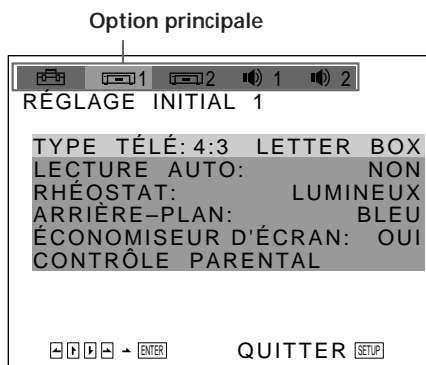 Option principale
1 2 1 2
RÉGLAGE INITIAL 1
TYPE TÉLÉ: 4:3 LETTER BOX
LECTURE AUTO: NON
RHÉOSTAT: LUMINEUX
ARRIÈRE–PLAN: BLEU
ÉCONOMISEUR D'ÉCRAN: OUI
CONTRÔLE PARENTAL
ENTER QUITTER SETUP